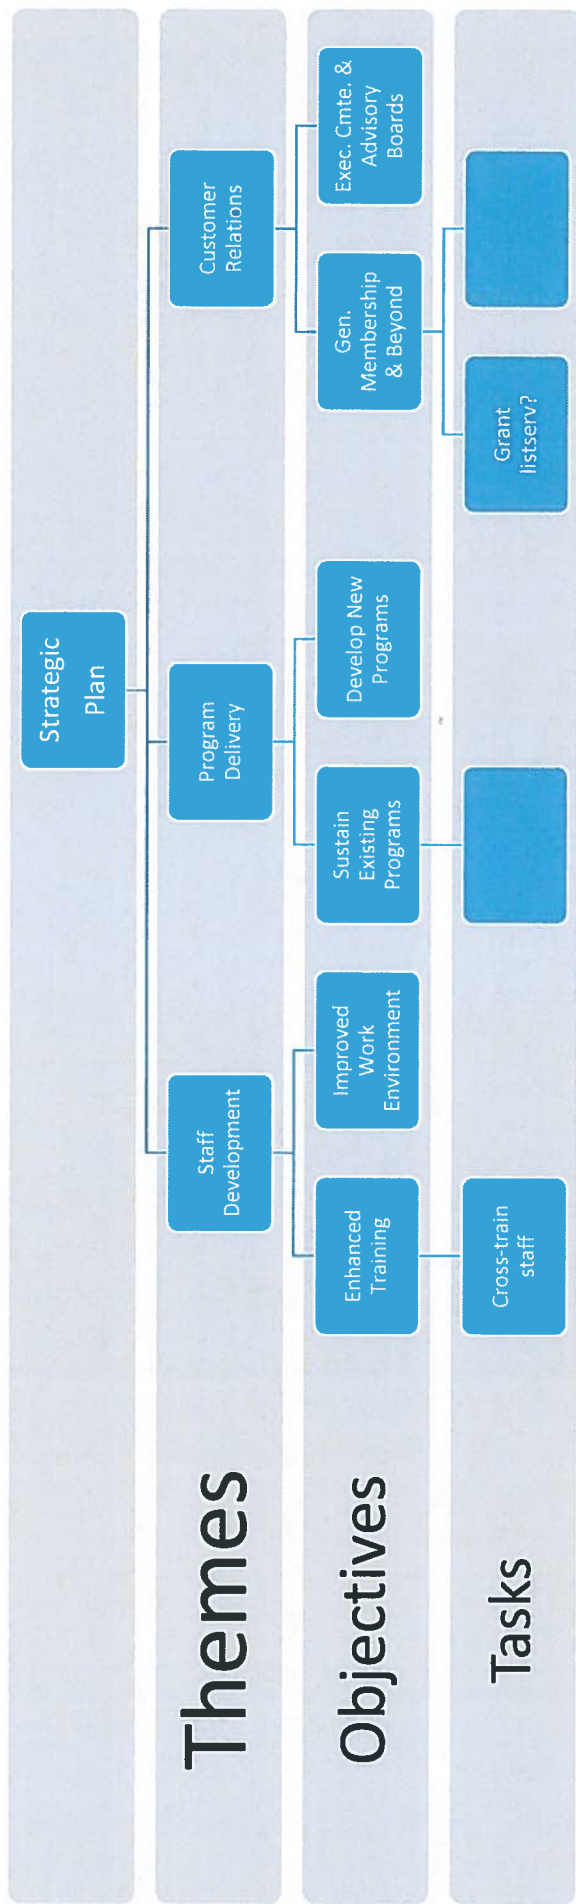 Strategic
Plan
Themes
Staff
Development
Program
Delivery
Customer
Relations
Objectives
Enhanced
Training
Improved
Work
Environment
Sustain
Existing
Programs
Develop New
Programs
Gen.
Membership
& Beyond
Exec. Cmte. &
Advisory
Boards
Tasks
Cross-train
staff
Grant
listserv?